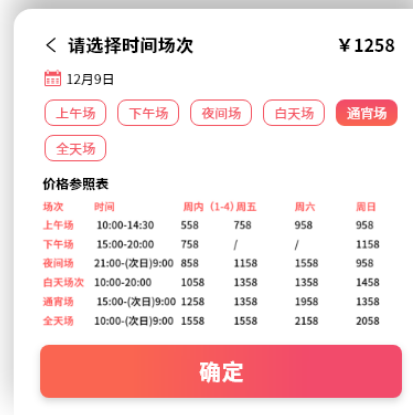 请选择时间场次 ￥1258
12月9日
上午场 下午场 夜间场 白天场 通宵场
全天场
价格参照表
场次 时间 周内（1-4）周五 周六 周日
上午场 10:00-14:30 558 758 958 958
下午场 15:00-20:00 758 / / 1158
夜间场 21:00-(次日)9:00 858 1158 1558 958
白天场次 10:00-20:00 1058 1358 1358 1458
通宵场 15:00-(次日)9:00 1258 1358 1958 1358
全天场 10:00-(次日)9:00 1558 1558 2158 2058
确定